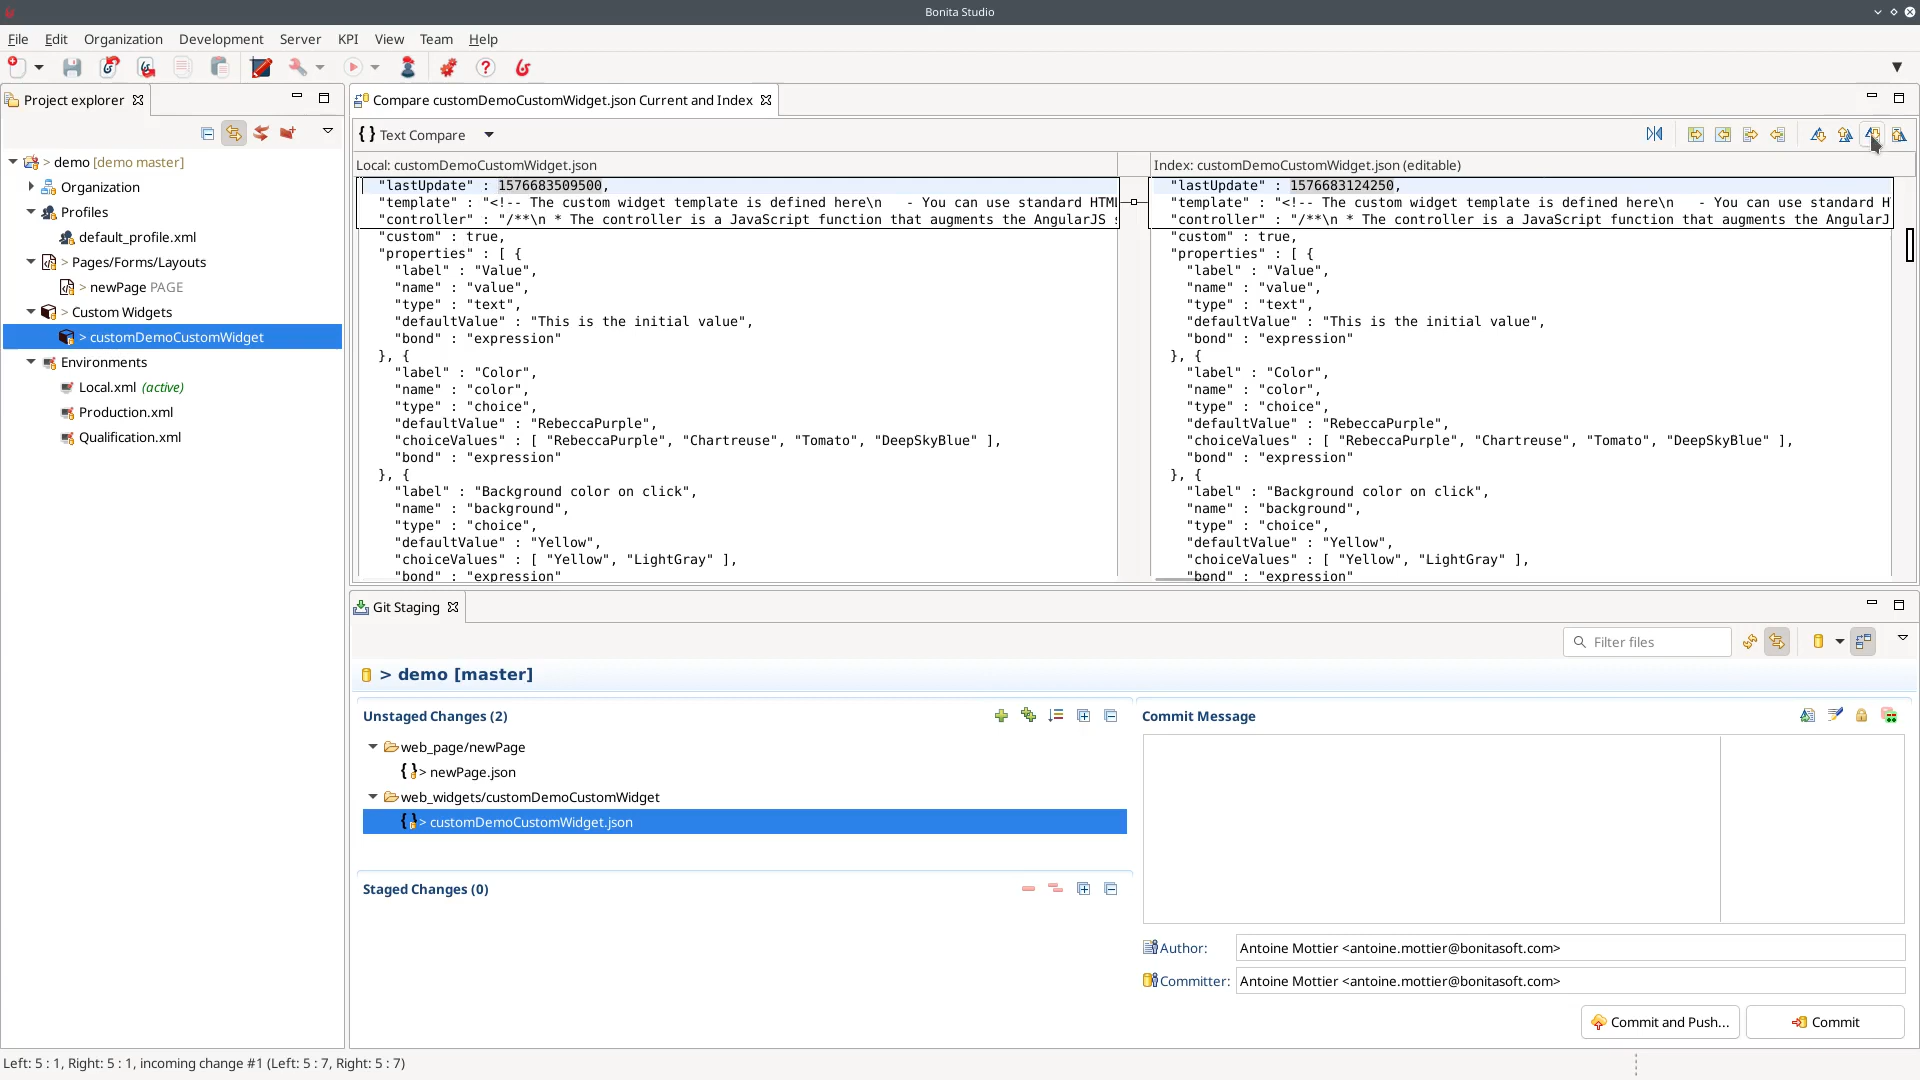 Bonita Studio
File Edit Organization Development Server KPI View Team Help
Project explorer
> demo [demo master]
Organization
Profiles
default_profile.xml
> Pages/Forms/Layouts
> newPage PAGE
> Custom Widgets
> customDemoCustomWidget
Environments
Local.xml (active)
Production.xml
Qualification.xml
Compare customDemoCustomWidget.json Current and Index
{ } Text Compare
Local: customDemoCustomWidget.json
"lastUpdate" : 1576683509500,
"template" : "<!-- The custom widget template is defined here\n   - You can use standard HTML
"controller" : "/**\n * The controller is a JavaScript function that augments the AngularJS
"custom" : true,
"properties" : [ {
"label" : "Value",
"name" : "value",
"type" : "text",
"defaultValue" : "This is the initial value",
"bond" : "expression"
}, {
"label" : "Color",
"name" : "color",
"type" : "choice",
"defaultValue" : "RebeccaPurple",
"choiceValues" : [ "RebeccaPurple", "Chartreuse", "Tomato", "DeepSkyBlue" ],
"bond" : "expression"
}, {
"label" : "Background color on click",
"name" : "background",
"type" : "choice",
"defaultValue" : "Yellow",
"choiceValues" : [ "Yellow", "LightGray" ],
"bond" : "expression"
Index: customDemoCustomWidget.json (editable)
"lastUpdate" : 1576683124250,
"template" : "<!-- The custom widget template is defined here\n   - You can use standard H
"controller" : "/**\n * The controller is a JavaScript function that augments the AngularJ
"custom" : true,
"properties" : [ {
"label" : "Value",
"name" : "value",
"type" : "text",
"defaultValue" : "This is the initial value",
"bond" : "expression"
}, {
"label" : "Color",
"name" : "color",
"type" : "choice",
"defaultValue" : "RebeccaPurple",
"choiceValues" : [ "RebeccaPurple", "Chartreuse", "Tomato", "DeepSkyBlue" ],
"bond" : "expression"
}, {
"label" : "Background color on click",
"name" : "background",
"type" : "choice",
"defaultValue" : "Yellow",
"choiceValues" : [ "Yellow", "LightGray" ],
"bond" : "expression"
Git Staging
Filter files
> demo [master]
Unstaged Changes (2)
web_page/newPage
> newPage.json
web_widgets/customDemoCustomWidget
> customDemoCustomWidget.json
Staged Changes (0)
Commit Message
Author: Antoine Mottier <antoine.mottier@bonitasoft.com>
Committer: Antoine Mottier <antoine.mottier@bonitasoft.com>
Commit and Push... Commit
Left: 5 : 1, Right: 5 : 1, incoming change #1 (Left: 5 : 7, Right: 5 : 7)